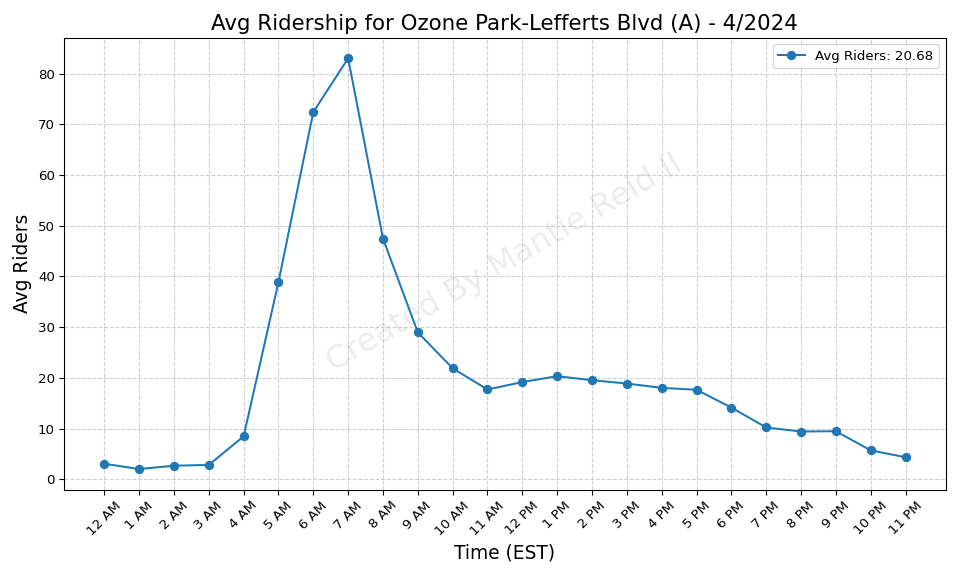 Avg Ridership for Ozone Park-Lefferts Blvd (A) - 4/2024
Avg Riders: 20.68
80
70
60
50
40
30
20
10
0
Avg Riders
Created By Mantle Reid II
12 AM
1 AM
2 AM
3 AM
4 AM
5 AM
6 AM
7 AM
8 AM
9 AM
10 AM
11 AM
12 PM
1 PM
2 PM
3 PM
4 PM
5 PM
6 PM
7 PM
8 PM
9 PM
10 PM
11 PM
Time (EST)